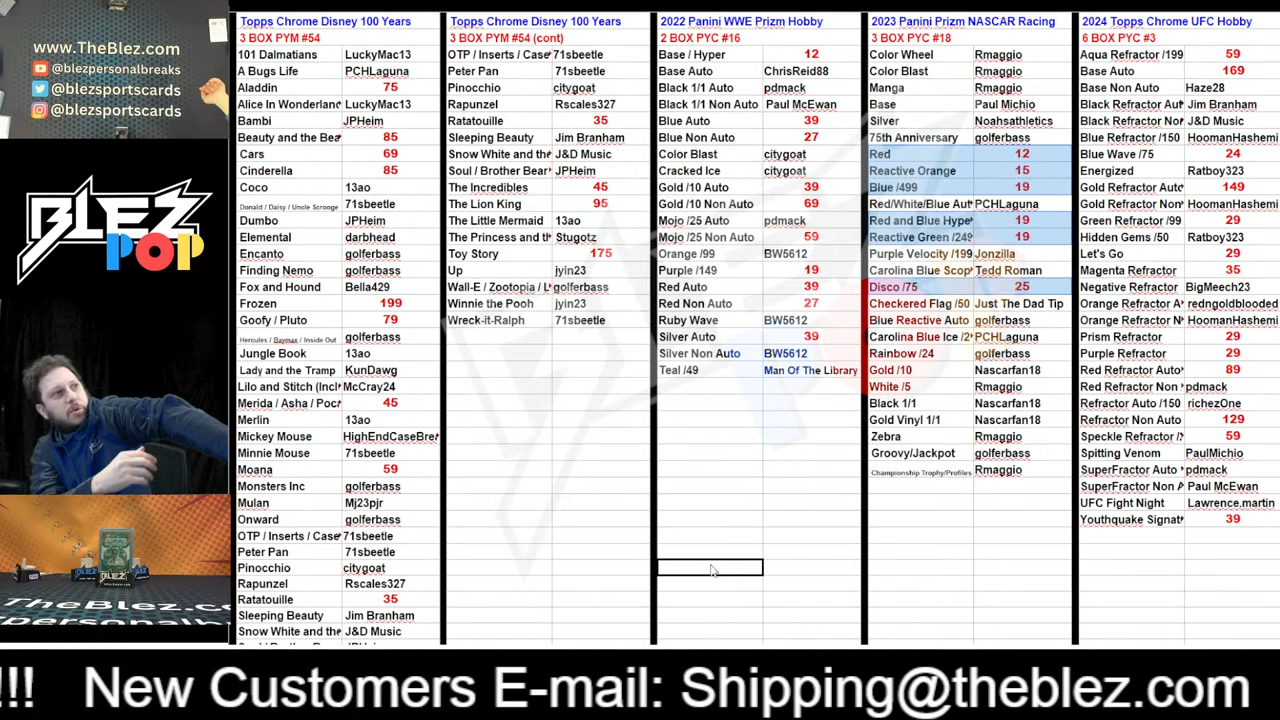 www.TheBlez.com
@blezpersonalbreaks
@blezsportscards
@blezsportscards
BLEZ
POP
BLEZ
BLEZ
TheBlez.c
Topps Chrome Disney 100 Years
3 BOX PYM #54
101 Dalmatians LuckyMac13
A Bugs Life PCHLaguna
Aladdin 75
Alice In Wonderlan LuckyMac13
Bambi JPHeim
Beauty and the Bea 85
Cars 69
Cinderella 85
Coco 13ao
Donald / Daisy / Uncle Scrooge 71sbeetle
Dumbo JPHeim
Elemental darbhead
Encanto golferbass
Finding Nemo golferbass
Fox and Hound Bella429
Frozen 199
Goofy / Pluto 79
Hercules / Baymax / Inside Out golferbass
Jungle Book 13ao
Lady and the Tramp KunDawg
Lilo and Stitch (Incl McCray24
Merida / Asha / Poc 45
Merlin 13ao
Mickey Mouse HighEndCaseBre
Minnie Mouse 71sbeetle
Moana 59
Monsters Inc golferbass
Mulan Mj23pjr
Onward golferbass
OTP / Inserts / Case 71sbeetle
Peter Pan 71sbeetle
Pinocchio citygoat
Rapunzel Rscales327
Ratatouille 35
Sleeping Beauty Jim Branham
Snow White and the J&D Music
Topps Chrome Disney 100 Years
3 BOX PYM #54 (cont)
OTP / Inserts / Case 71sbeetle
Peter Pan 71sbeetle
Pinocchio citygoat
Rapunzel Rscales327
Ratatouille 35
Sleeping Beauty Jim Branham
Snow White and the J&D Music
Soul / Brother Bear JPHeim
The Incredibles 45
The Lion King 95
The Little Mermaid 13ao
The Princess and th Stugotz
Toy Story 175
Up jyin23
Wall-E / Zootopia / L golferbass
Winnie the Pooh jyin23
Wreck-it-Ralph 71sbeetle
2022 Panini WWE Prizm Hobby
2 BOX PYC #16
Base / Hyper 12
Base Auto ChrisReid88
Black 1/1 Auto pdmack
Black 1/1 Non Auto Paul McEwan
Blue Auto 39
Blue Non Auto 27
Color Blast citygoat
Cracked Ice citygoat
Gold /10 Auto 39
Gold /10 Non Auto 69
Mojo /25 Auto pdmack
Mojo /25 Non Auto 59
Orange /99 BW5612
Purple /149 19
Red Auto 39
Red Non Auto 27
Ruby Wave BW5612
Silver Auto 39
Silver Non Auto BW5612
Teal /49 Man Of The Library
2023 Panini Prizm NASCAR Racing
3 BOX PYC #18
Color Wheel Rmaggio
Color Blast Rmaggio
Manga Rmaggio
Base Paul Michio
Silver Noahsathletics
75th Anniversary golferbass
Red 12
Reactive Orange 15
Blue /499 19
Red/White/Blue Aut PCHLaguna
Red and Blue Hype 19
Reactive Green /249 19
Purple Velocity /199 Jonzilla
Carolina Blue Scop Tedd Roman
Disco /75 25
Checkered Flag /50 Just The Dad Tip
Blue Reactive Auto golferbass
Carolina Blue Ice /2 PCHLaguna
Rainbow /24 golferbass
Gold /10 Nascarfan18
White /5 Rmaggio
Black 1/1 Nascarfan18
Gold Vinyl 1/1 Nascarfan18
Zebra Rmaggio
Groovy/Jackpot golferbass
Championship Trophy/Profiles Rmaggio
2024 Topps Chrome UFC Hobby
6 BOX PYC #3
Aqua Refractor /199 59
Base Auto 169
Base Non Auto Haze28
Black Refractor Au Jim Branham
Black Refractor No J&D Music
Blue Refractor /150 HoomanHashemi
Blue Wave /75 24
Energized Ratboy323
Gold Refractor Aut 149
Gold Refractor Non HoomanHashemi
Green Refractor /99 29
Hidden Gems /50 Ratboy323
Let's Go 29
Magenta Refractor 35
Negative Refractor BigMeech23
Orange Refractor A redngoldblooded
Orange Refractor N HoomanHashemi
Prism Refractor 29
Purple Refractor 29
Red Refractor Auto 89
Red Refractor Non pdmack
Refractor Auto /150 richezOne
Refractor Non Auto 129
Speckle Refractor / 59
Spitting Venom PaulMichio
SuperFractor Auto pdmack
SuperFractor Non A Paul McEwan
UFC Fight Night Lawrence.martin
Youthquake Signat 39
!!! New Customers E-mail: Shipping@theblez.com